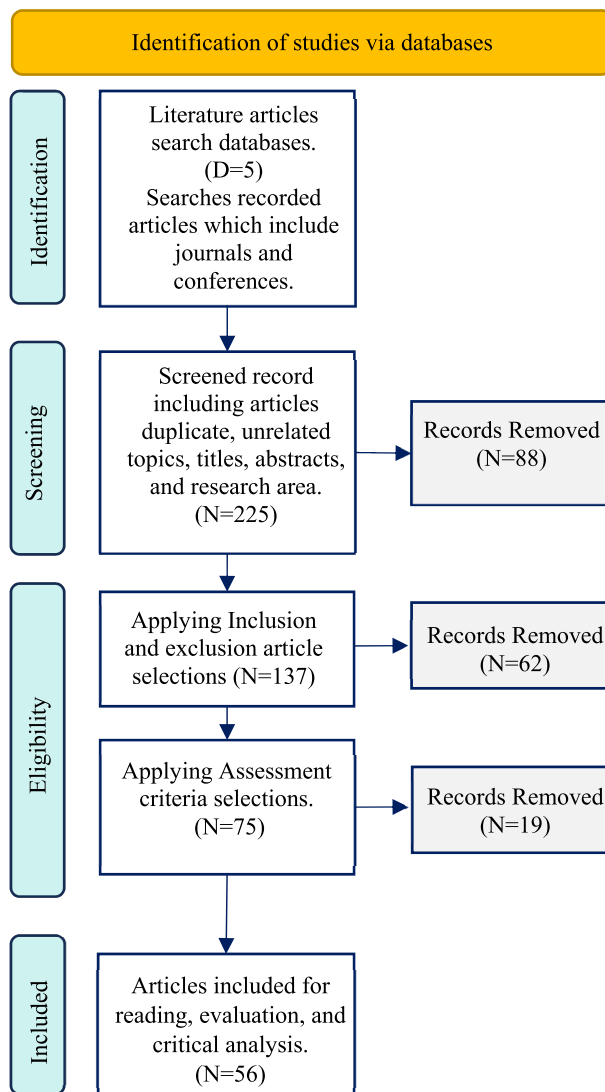 Identification of studies via databases
Identification
Literature articles
search databases.
(D=5)
Searches recorded
articles which include
journals and
conferences.
Screening
Screened record
including articles
duplicate, unrelated
topics, titles, abstracts,
and research area.
(N=225)
Records Removed
(N=88)
Eligibility
Applying Inclusion
and exclusion article
selections (N=137)
Records Removed
(N=62)
Applying Assessment
criteria selections.
(N=75)
Records Removed
(N=19)
Included
Articles included for
reading, evaluation, and
critical analysis.
(N=56)